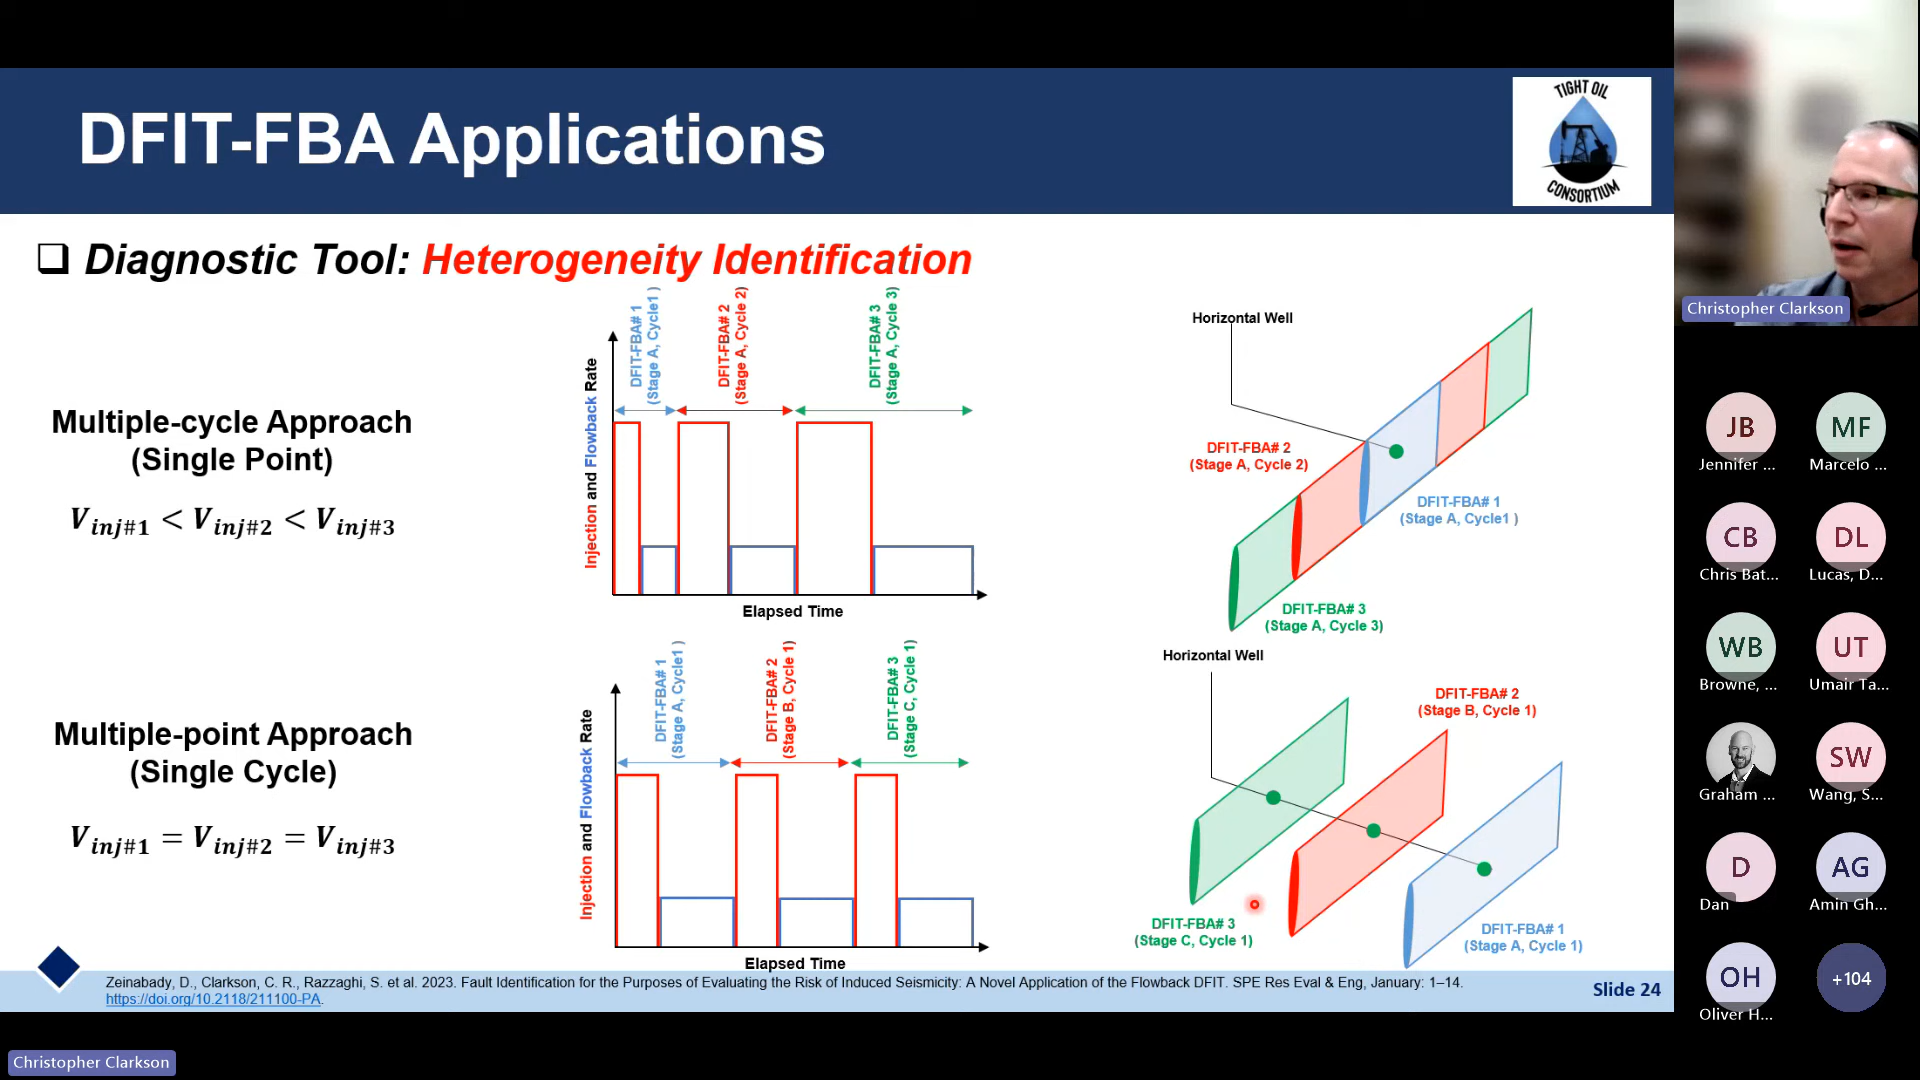 DFIT-FBA Applications
TIGHT OIL
CONSORTIUM
Diagnostic Tool: Heterogeneity Identification
Multiple-cycle Approach
(Single Point)
V inj#1 < V inj#2 < V inj#3
Injection and Flowback Rate
DFIT-FBA# 1
(Stage A, Cycle1 )
DFIT-FBA# 2
(Stage A, Cycle 2)
DFIT-FBA# 3
(Stage A, Cycle 3)
Elapsed Time
Horizontal Well
DFIT-FBA# 2
(Stage A, Cycle 2)
DFIT-FBA# 1
(Stage A, Cycle1 )
DFIT-FBA# 3
(Stage A, Cycle 3)
Multiple-point Approach
(Single Cycle)
V inj#1 = V inj#2 = V inj#3
Injection and Flowback Rate
DFIT-FBA# 1
(Stage A, Cycle1 )
DFIT-FBA# 2
(Stage B, Cycle 1)
DFIT-FBA# 3
(Stage C, Cycle 1)
Elapsed Time
Horizontal Well
DFIT-FBA# 2
(Stage B, Cycle 1)
DFIT-FBA# 3
(Stage C, Cycle 1)
DFIT-FBA# 1
(Stage A, Cycle 1)
Zeinabady, D., Clarkson, C. R., Razzaghi, S. et al. 2023. Fault Identification for the Purposes of Evaluating the Risk of Induced Seismicity: A Novel Application of the Flowback DFIT. SPE Res Eval & Eng, January: 1–14.
https://doi.org/10.2118/211100-PA.
Slide 24
Christopher Clarkson
Christopher Clarkson
JB
Jennifer ...
MF
Marcelo ...
CB
Chris Bat...
DL
Lucas, D...
WB
Browne, ...
UT
Umair Ta...
Graham ...
SW
Wang, S...
D
Dan
AG
Amin Gh...
OH
Oliver H...
+104